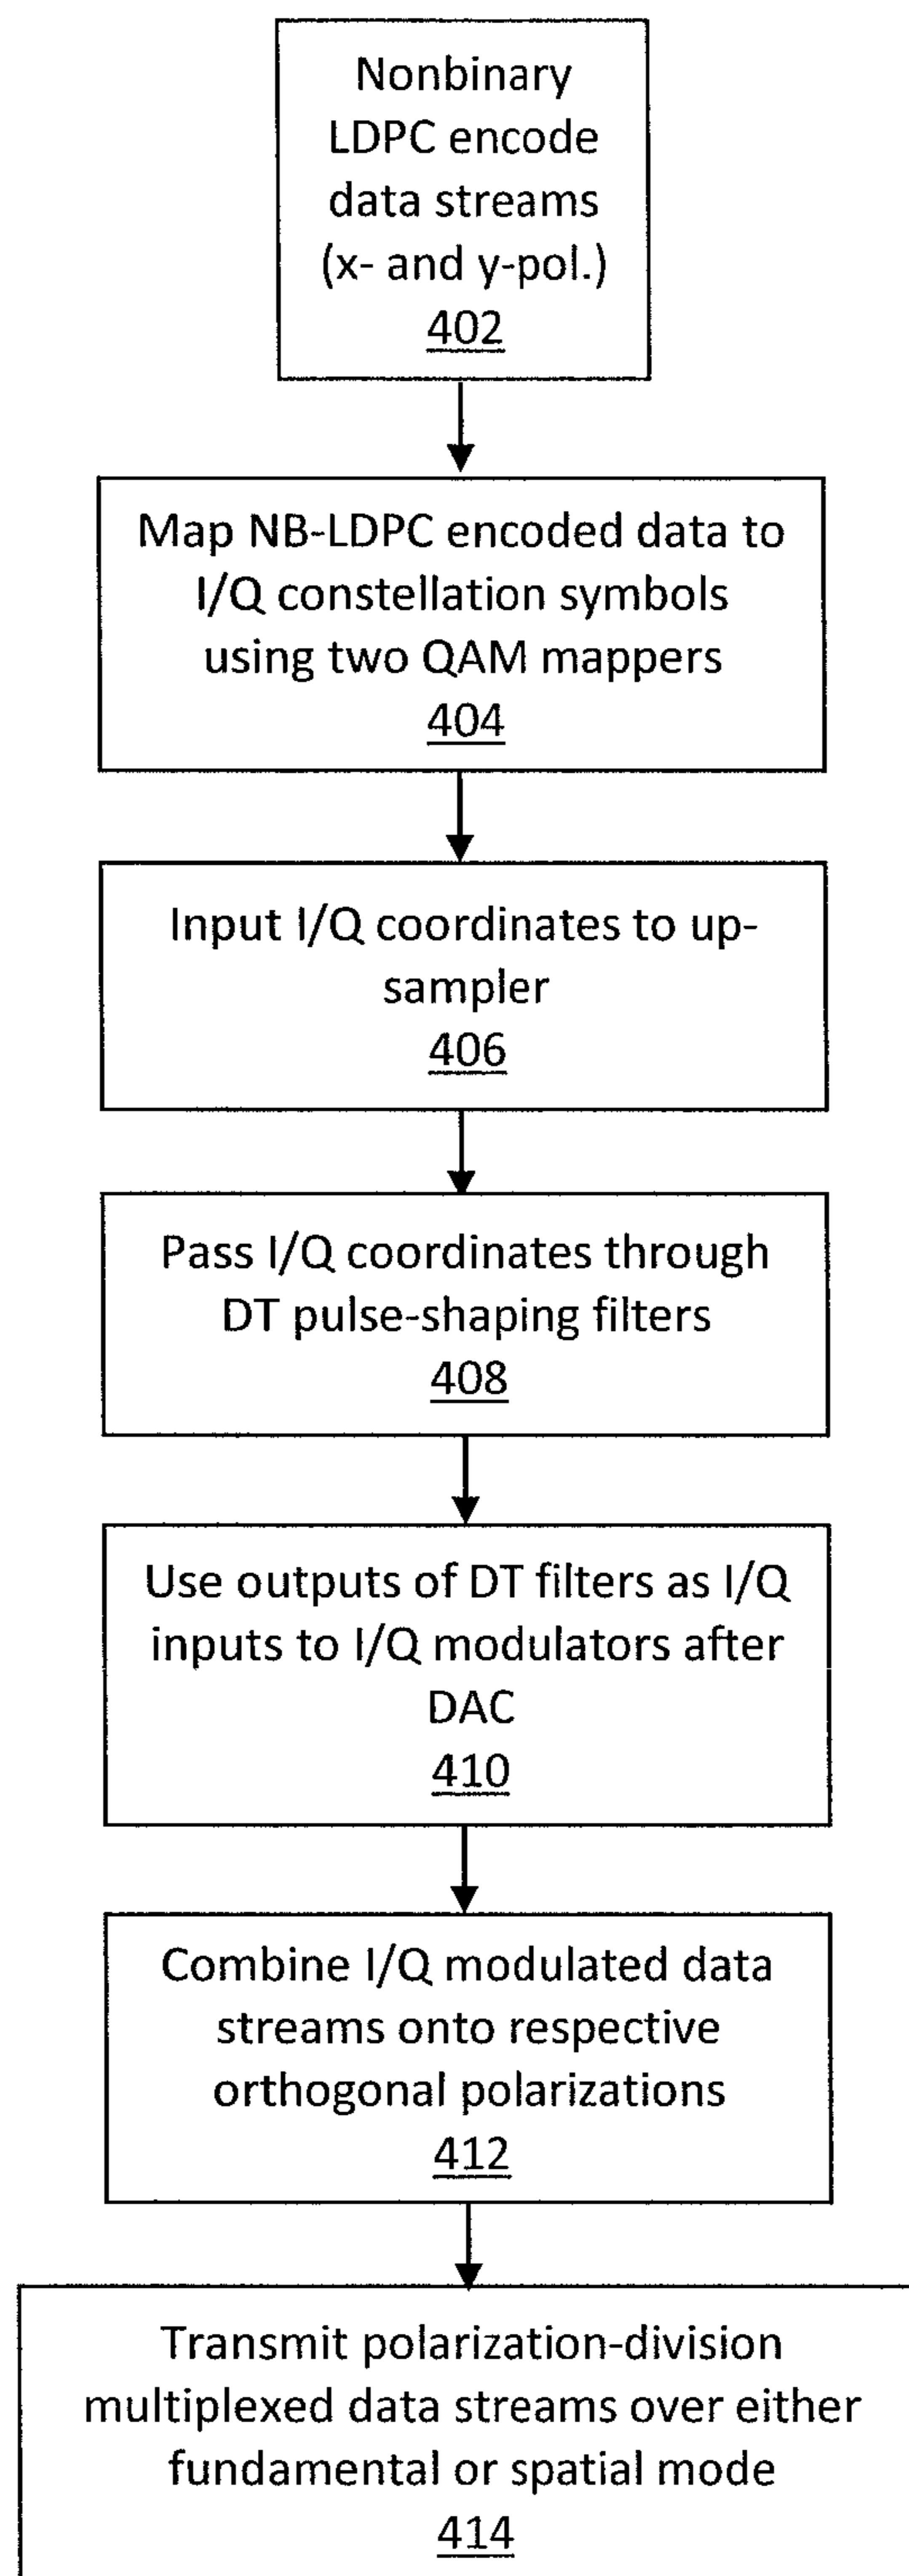 Nonbinary
LDPC encode
data streams
(x- and y-pol.)
402
Map NB-LDPC encoded data to
I/Q constellation symbols
using two QAM mappers
404
Input I/Q coordinates to up-
sampler
406
Pass I/Q coordinates through
DT pulse-shaping filters
408
Use outputs of DT filters as I/Q
inputs to I/Q modulators after
DAC
410
Combine I/Q modulated data
streams onto respective
orthogonal polarizations
412
Transmit polarization-division
multiplexed data streams over either
fundamental or spatial mode
414